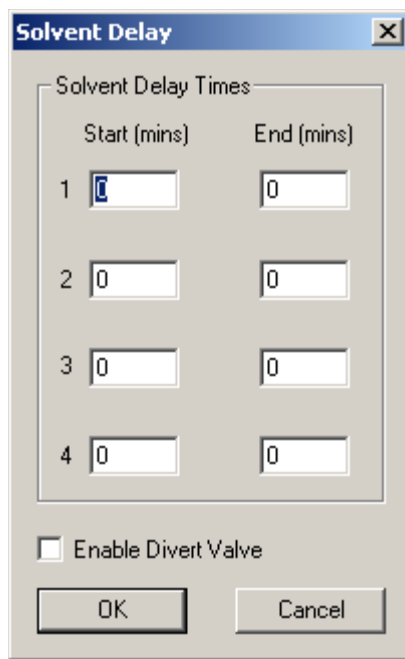 Solvent Delay
Solvent Delay Times
Start (mins) End (mins)
1 0 0
2 0 0
3 0 0
4 0 0
Enable Divert Valve
OK Cancel